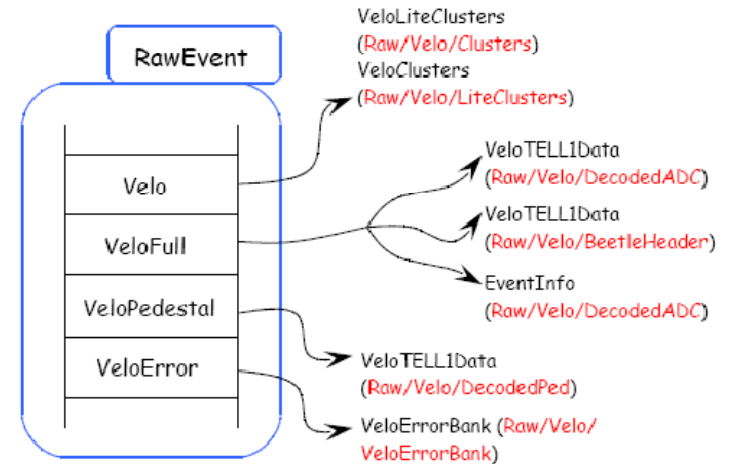 RawEvent
Velo
VeloFull
VeloPedestal
VeloError
VeloLiteClusters
(Raw/Velo/Clusters)
VeloClusters
(Raw/Velo/LiteClusters)
VeloTELL1Data
(Raw/Velo/DecodedADC)
VeloTELL1Data
(Raw/Velo/BeetleHeader)
EventInfo
(Raw/Velo/DecodedADC)
VeloTELL1Data
(Raw/Velo/DecodedPed)
VeloErrorBank (Raw/Velo/
VeloErrorBank)